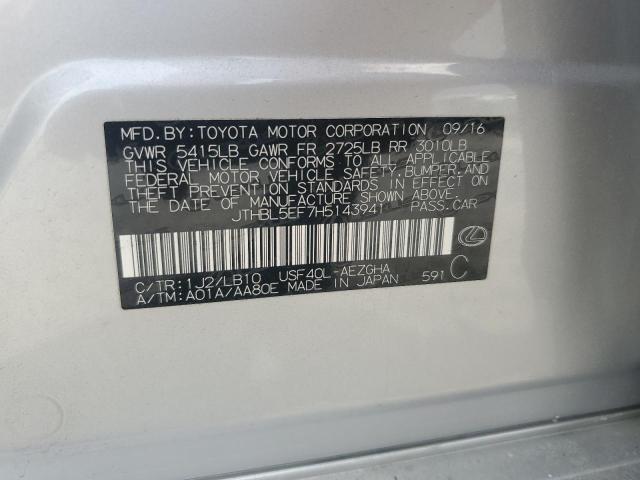 MFD. BY: TOYOTA MOTOR CORPORATION 09/16
GVWR 5415LB GAWR FR 2725LB RR 3010LB
THIS VEHICLE CONFORMS TO ALL APPLICABLE
FEDERAL MOTOR VEHICLE SAFETY, BUMPER, AND
THEFT PREVENTION STANDARDS IN EFFECT ON
THE DATE OF MANUFACTURE SHOWN ABOVE.
JTHBL5EF7H5143941 PASS. CAR
C/TR: 1J2/LB10 USF40L-AEZGHA 591 C
A/TM: A01A/AA80E MADE IN JAPAN